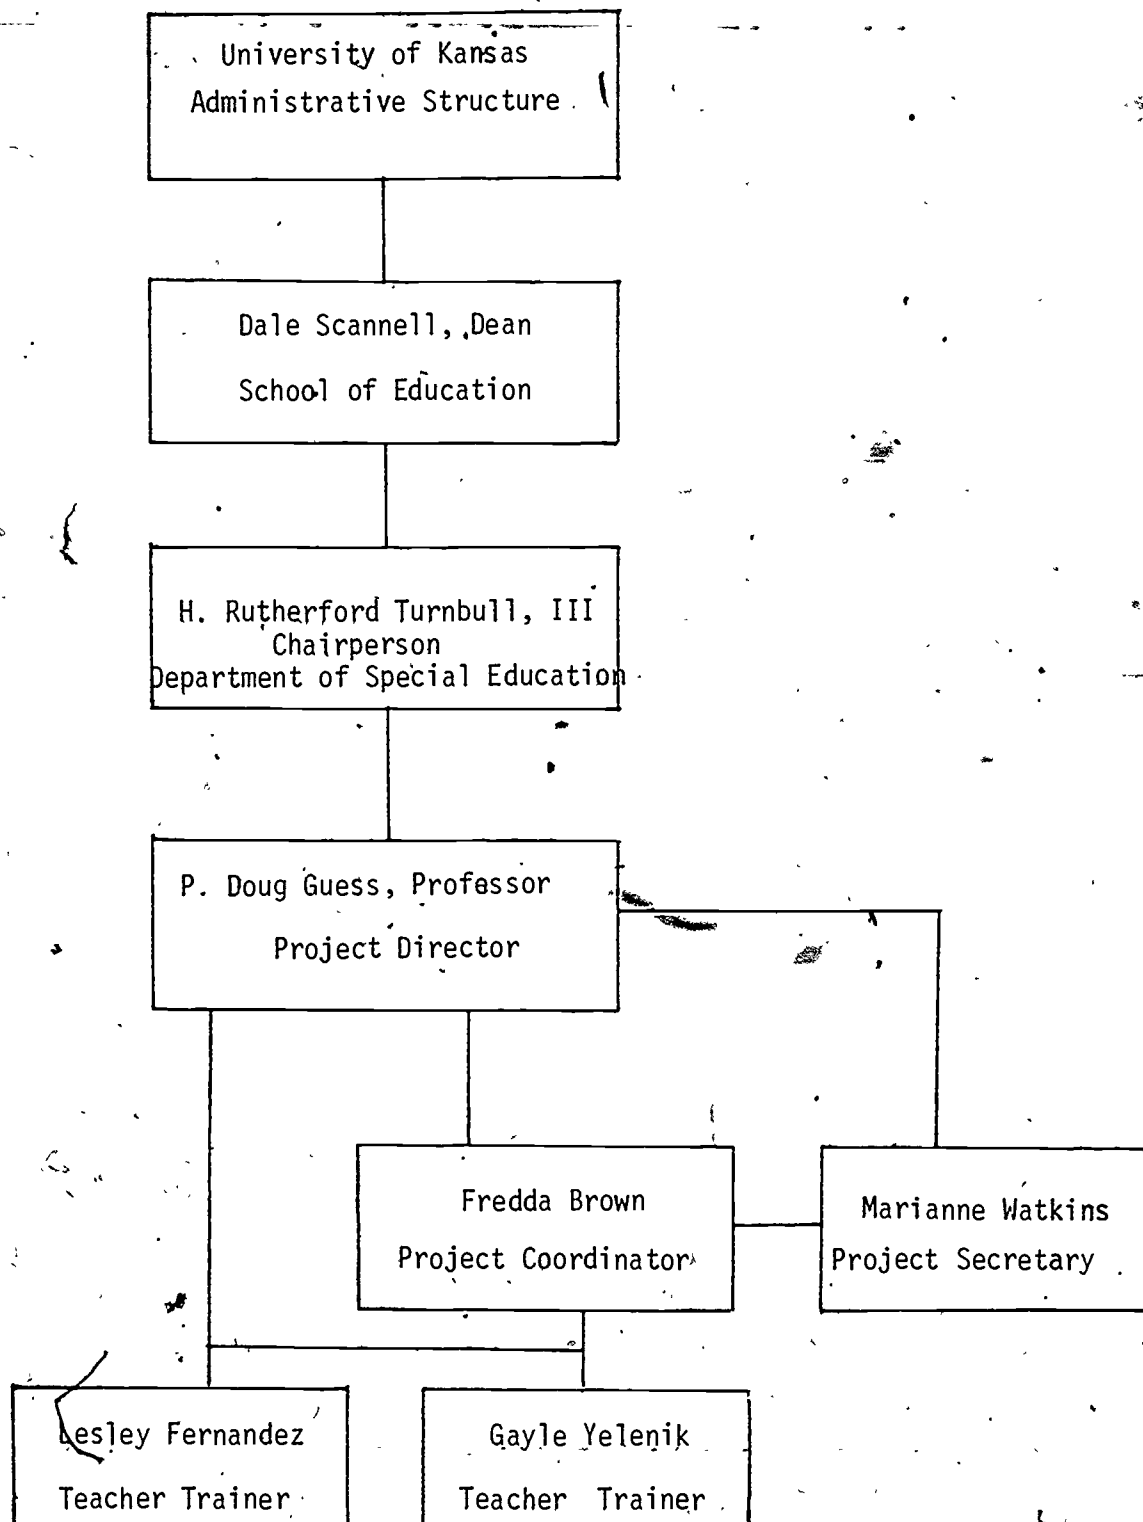 University of Kansas
Administrative Structure
Dale Scannell, Dean
School of Education
H. Rutherford Turnbull, III
Chairperson
Department of Special Education
P. Doug Guess, Professor
Project Director
Fredda Brown
Project Coordinator
Marianne Watkins
Project Secretary
Lesley Fernandez
Teacher Trainer
Gayle Yelenik
Teacher Trainer